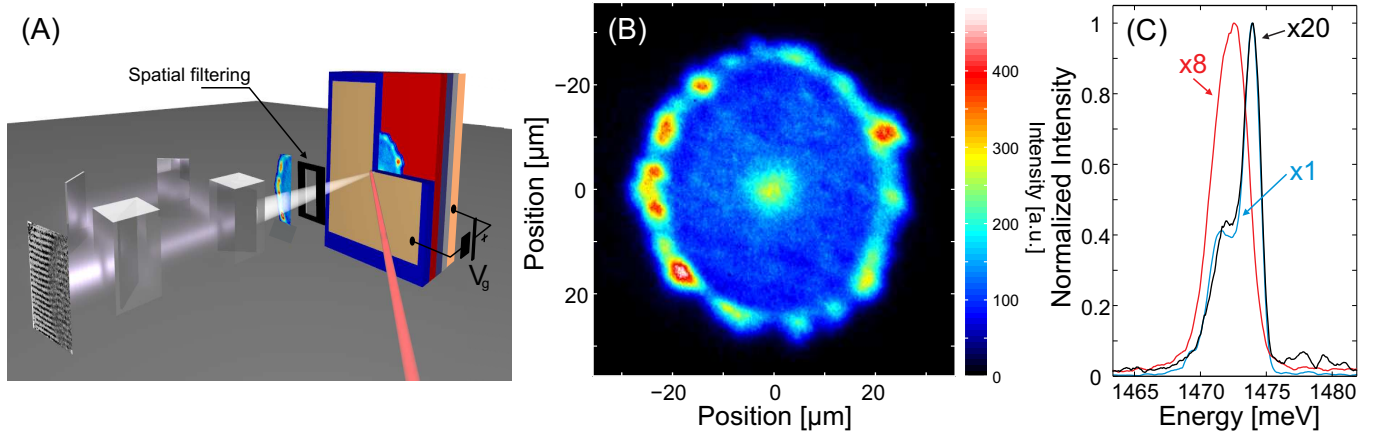 (A)
Spatial filtering
Vg
(B)
Position [µm]
−20
0
20
−20
0
20
Position [µm]
400
300
200
100
0
Intensity [a.u.]
(C)
x20
x8
x1
Normalized Intensity
1
0.8
0.6
0.4
0.2
0
1465
1470
1475
1480
Energy [meV]